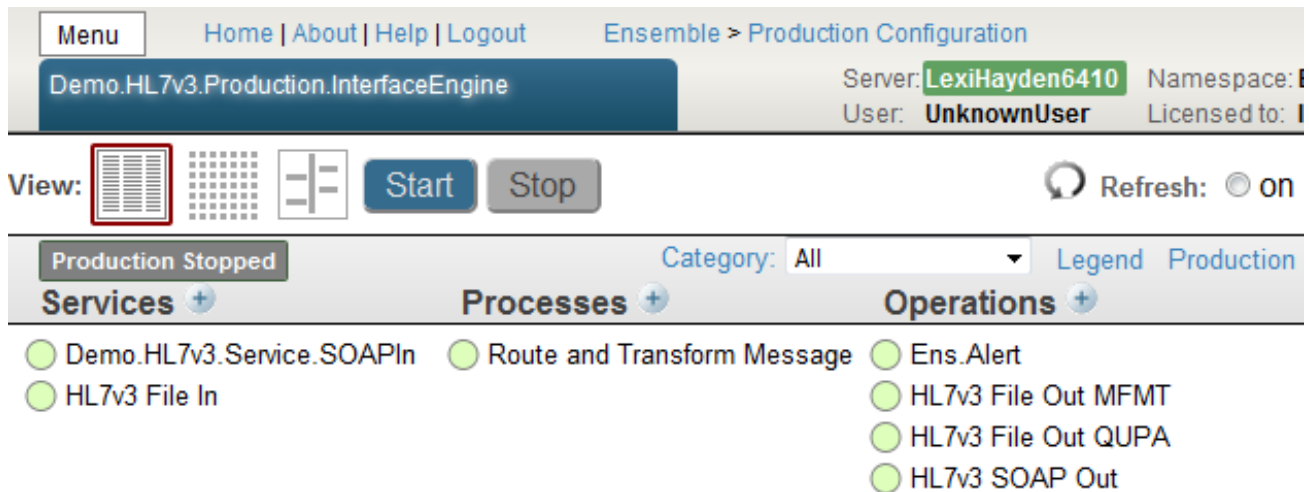 Menu Home | About | Help | Logout Ensemble > Production Configuration
Demo.HL7v3.Production.InterfaceEngine
Server: LexiHayden6410 Namespace:
User: UnknownUser Licensed to:
View: Start Stop Refresh: on
Production Stopped Category: All Legend Production
Services + Processes + Operations +
Demo.HL7v3.Service.SOAPIn Route and Transform Message Ens.Alert
HL7v3 File In HL7v3 File Out MFMT
HL7v3 File Out QUPA
HL7v3 SOAP Out